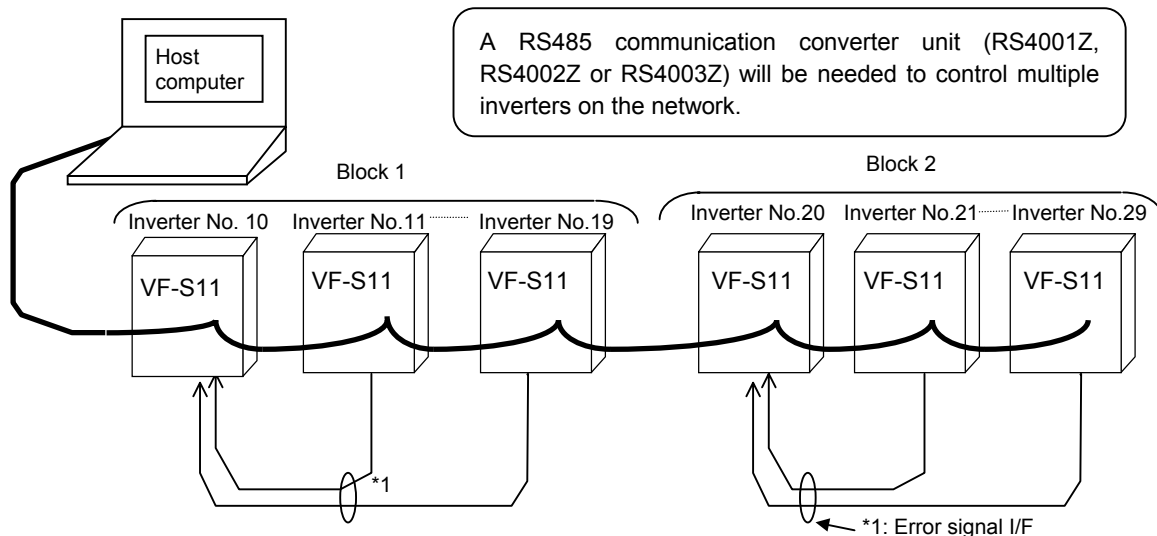 Host
computer
A RS485 communication converter unit (RS4001Z,
RS4002Z or RS4003Z) will be needed to control multiple
inverters on the network.
Block 1
Block 2
Inverter No. 10
Inverter No.11
Inverter No.19
Inverter No.20
Inverter No.21
Inverter No.29
VF-S11
VF-S11
VF-S11
VF-S11
VF-S11
VF-S11
*1
*1: Error signal I/F